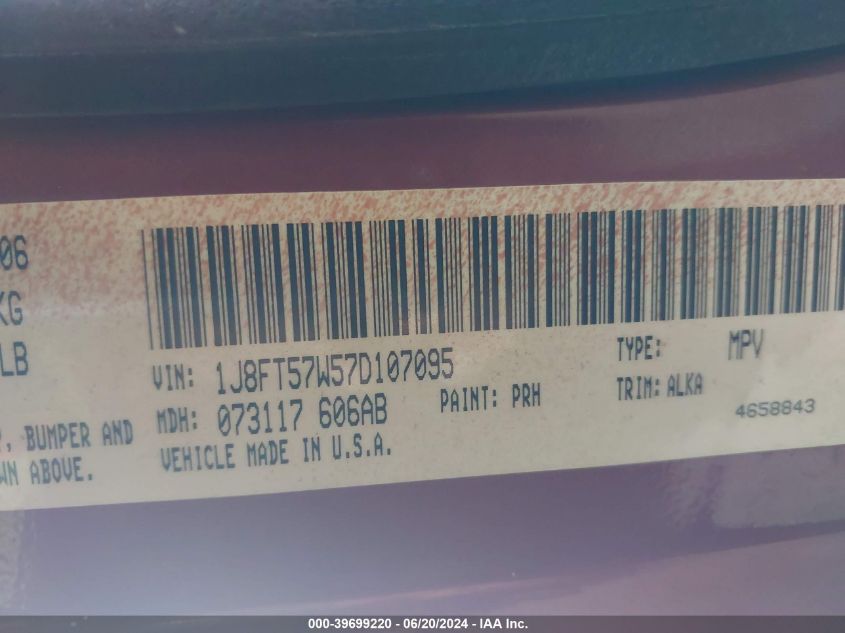 06
KG
LB
VIN: 1J8FT57W57D107095
TYPE: MPV
MDH: 073117 606AB
PAINT: PRH
TRIM: ALKA
4658843
, BUMPER AND
VEHICLE MADE IN U.S.A.
WN ABOVE.
000-39699220 - 06/20/2024 - IAA Inc.